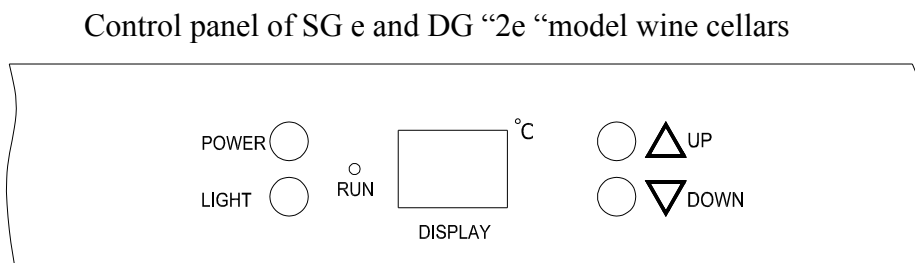 Control panel of SG e and DG “2e “model wine cellars
POWER
LIGHT
RUN
DISPLAY
°C
UP
DOWN